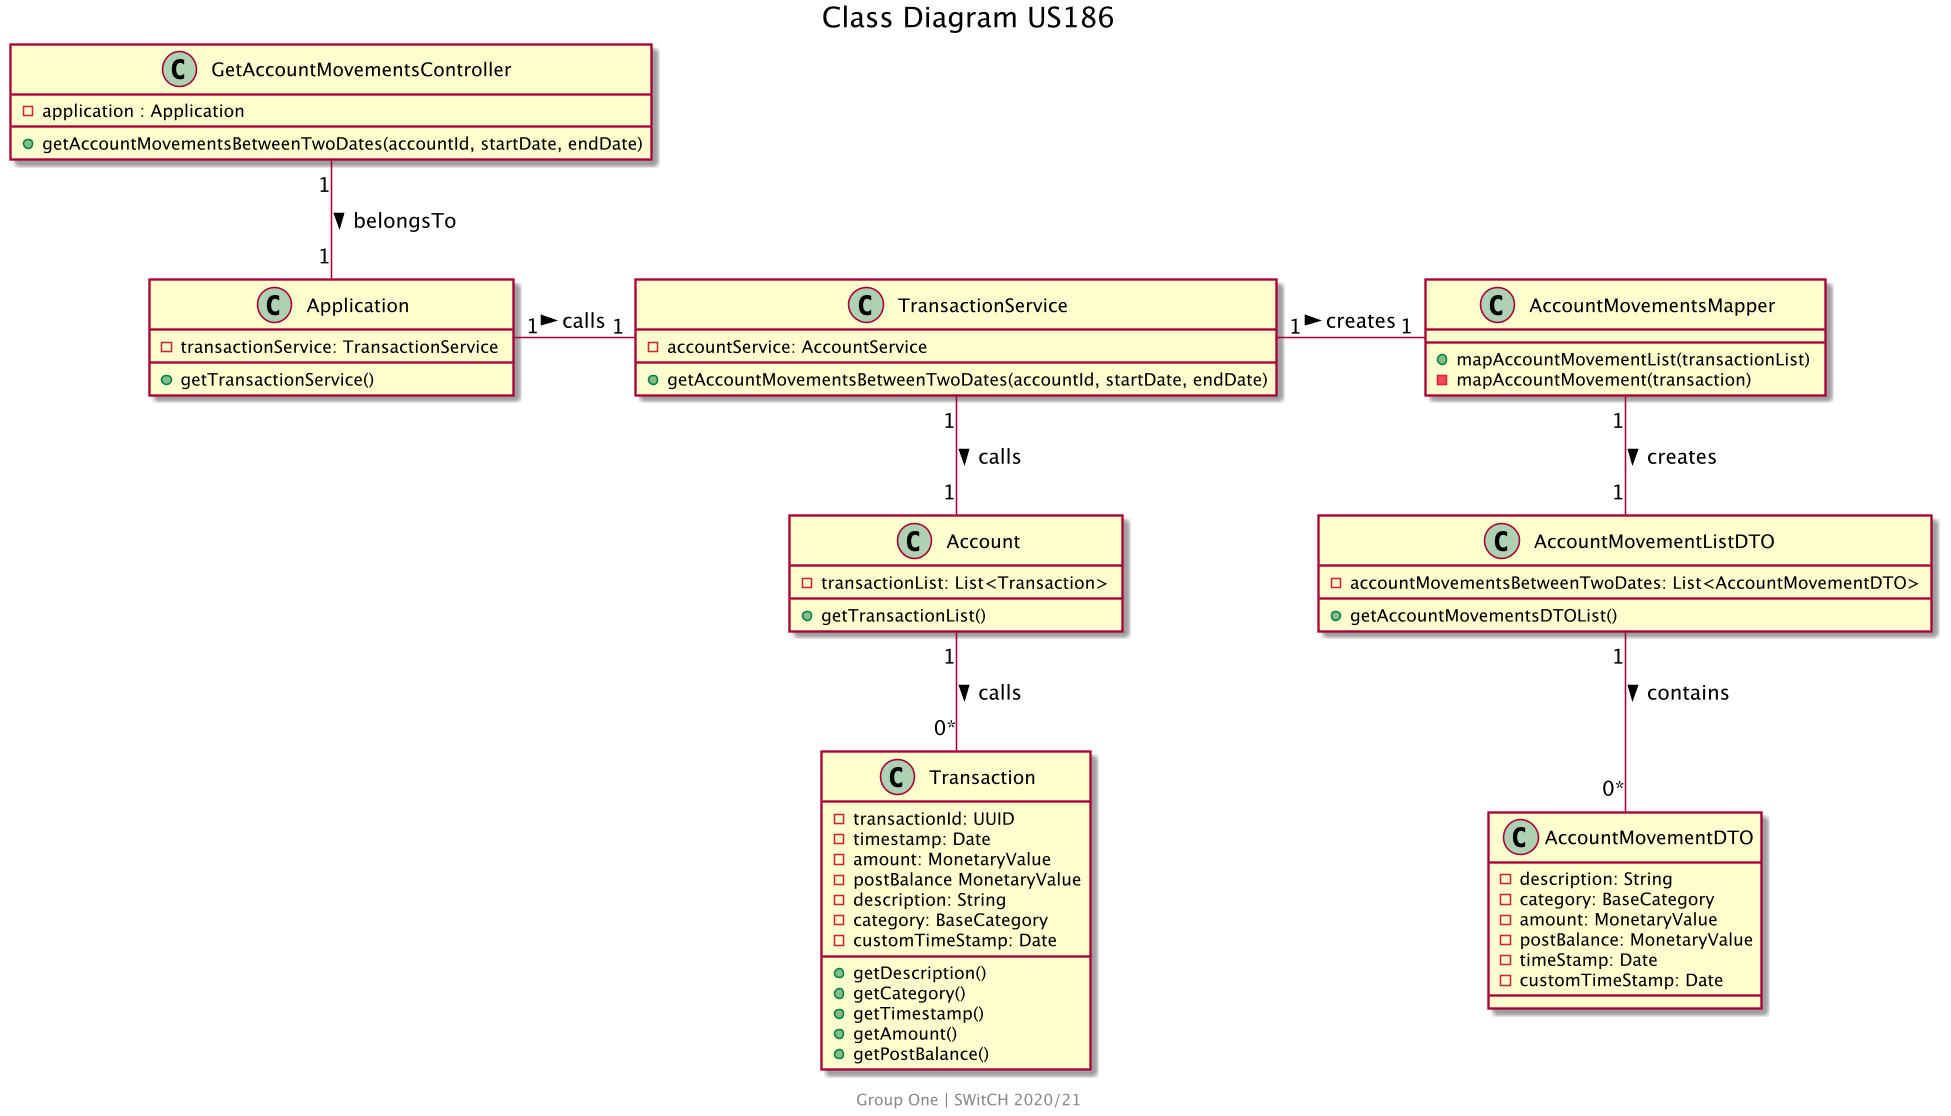 Class Diagram US186
C GetAccountMovementsController
application : Application
getAccountMovementsBetweenTwoDates(accountId, startDate, endDate)
1
belongsTo
1
C Application
transactionService: TransactionService
getTransactionService()
1 calls 1
C TransactionService
accountService: AccountService
getAccountMovementsBetweenTwoDates(accountId, startDate, endDate)
1 creates 1
C AccountMovementsMapper
mapAccountMovementList(transactionList)
mapAccountMovement(transaction)
1
calls
1
C Account
transactionList: List<Transaction>
getTransactionList()
1
calls
0*
C Transaction
transactionId: UUID
timestamp: Date
amount: MonetaryValue
postBalance MonetaryValue
description: String
category: BaseCategory
customTimeStamp: Date
getDescription()
getCategory()
getTimestamp()
getAmount()
getPostBalance()
1
creates
1
C AccountMovementListDTO
accountMovementsBetweenTwoDates: List<AccountMovementDTO>
getAccountMovementsDTOList()
1
contains
0*
C AccountMovementDTO
description: String
category: BaseCategory
amount: MonetaryValue
postBalance: MonetaryValue
timeStamp: Date
customTimeStamp: Date
Group One | SWitCH 2020/21